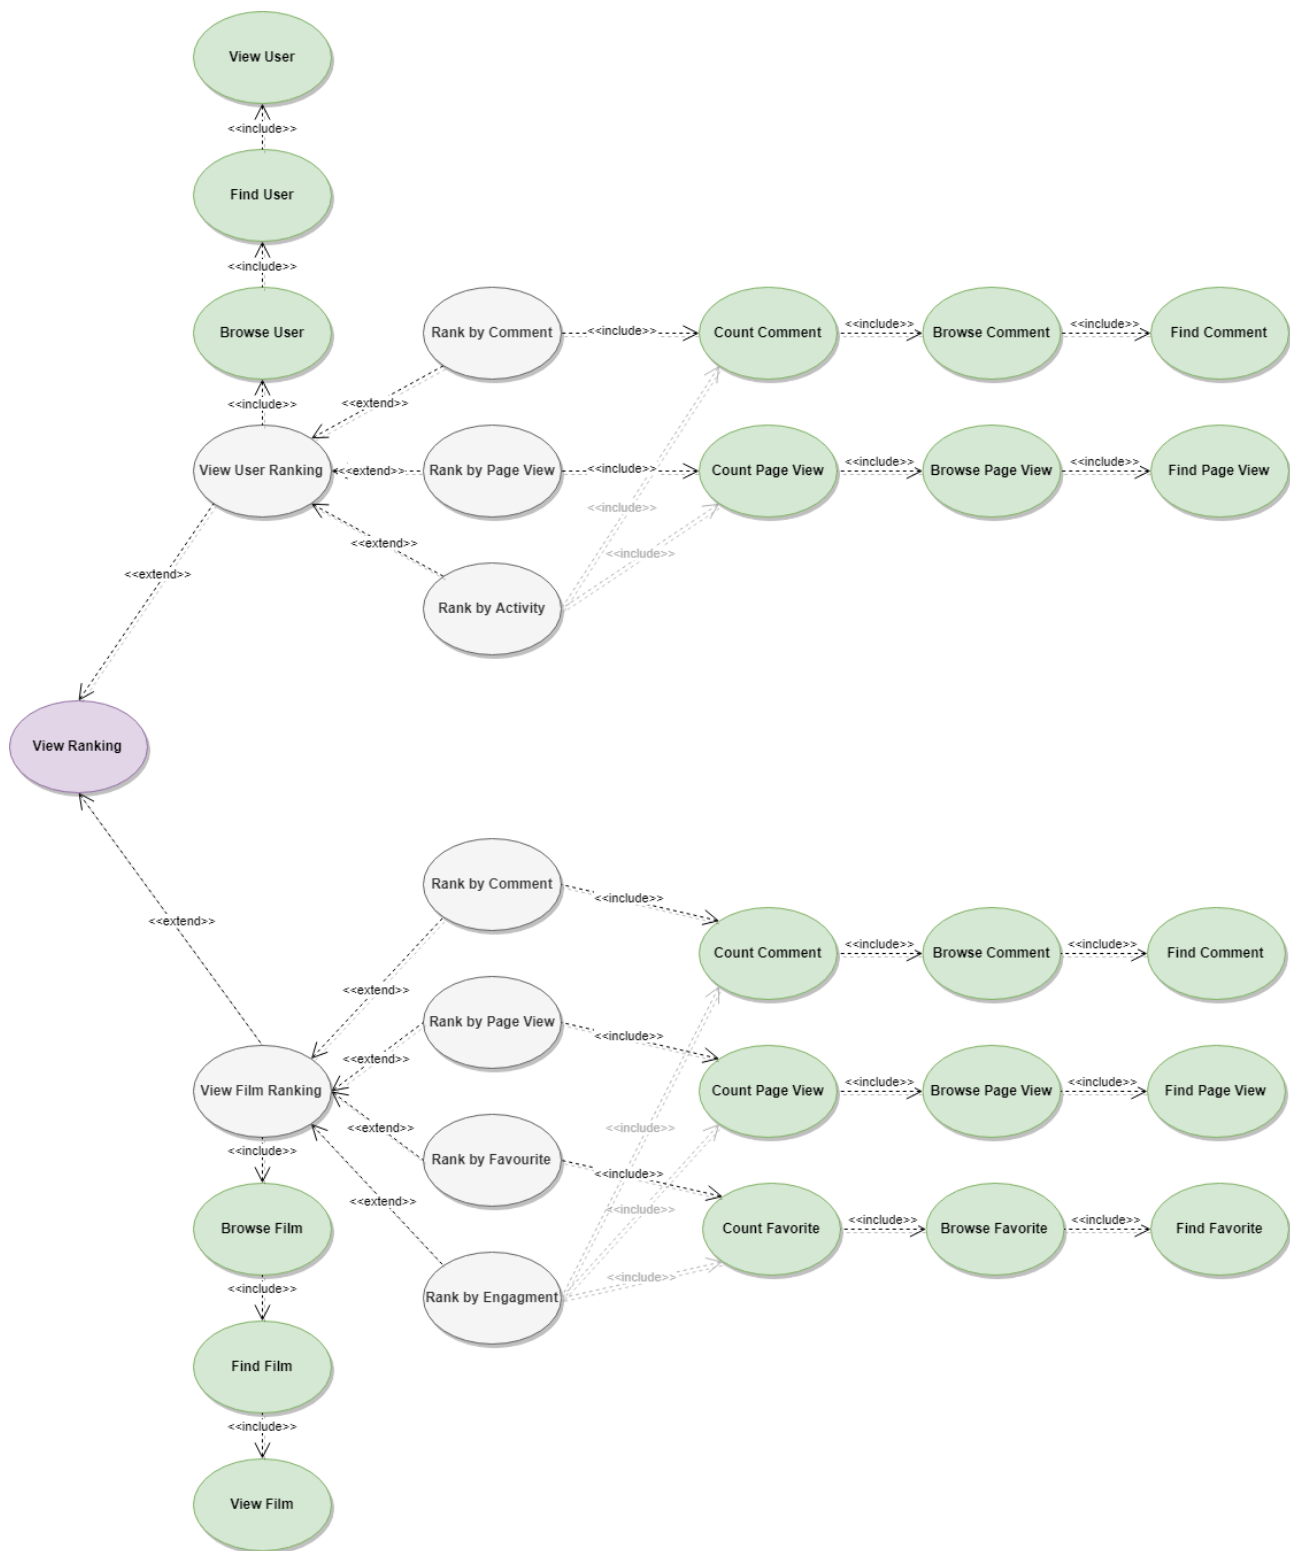 View User
<<include>>
Find User
<<include>>
Browse User
<<include>>
View User Ranking
Rank by Comment
<<include>>
Count Comment
<<include>>
Browse Comment
<<include>>
Find Comment
<<extend>>
<<extend>>
Rank by Page View
<<include>>
Count Page View
<<include>>
Browse Page View
<<include>>
Find Page View
<<include>>
<<extend>>
<<include>>
Rank by Activity
<<extend>>
View Ranking
<<extend>>
Rank by Comment
<<include>>
Count Comment
<<include>>
Browse Comment
<<include>>
Find Comment
<<extend>>
Rank by Page View
<<include>>
<<extend>>
View Film Ranking
Count Page View
<<include>>
Browse Page View
<<include>>
Find Page View
<<extend>>
<<include>>
Rank by Favourite
<<include>>
<<include>>
<<extend>>
<<include>>
Count Favorite
<<include>>
Browse Favorite
<<include>>
Find Favorite
<<include>>
Rank by Engagment
Browse Film
<<include>>
Find Film
<<include>>
View Film